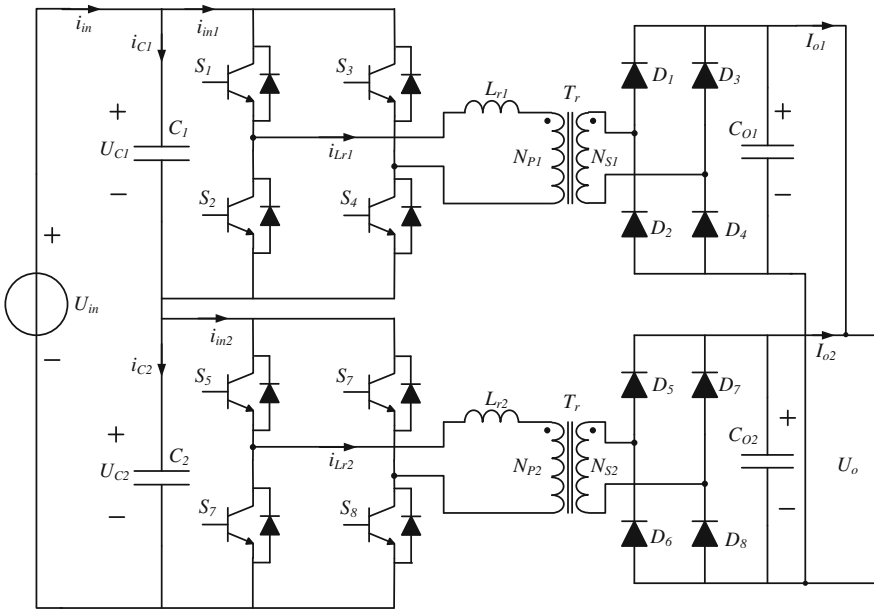 i_in i_in1 I_o1
i_C1 S_1 S_3 D_1 D_3
L_r1 T_r
+ + +
U_C1 C_1 i_Lr1 N_P1 N_S1 C_O1
− S_2 S_4 −
D_2 D_4
+
U_in
−
i_in2 I_o2
i_C2 S_5 S_7 D_5 D_7
L_r2 T_r
+ +
U_C2 C_2 i_Lr2 N_P2 N_S2 C_O2 U_o
− S_7 S_8 −
D_6 D_8